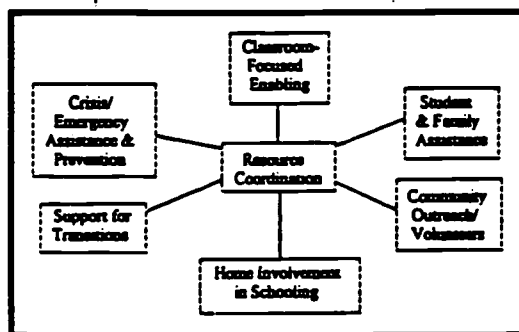 Classroom-
Focused
Enabling
Crisis/
Emergency
Assistance &
Prevention
Student
& Family
Assistance
Resource
Coordination
Support for
Transitions
Community
Outreach/
Volunteers
Home Involvement
in Schooling